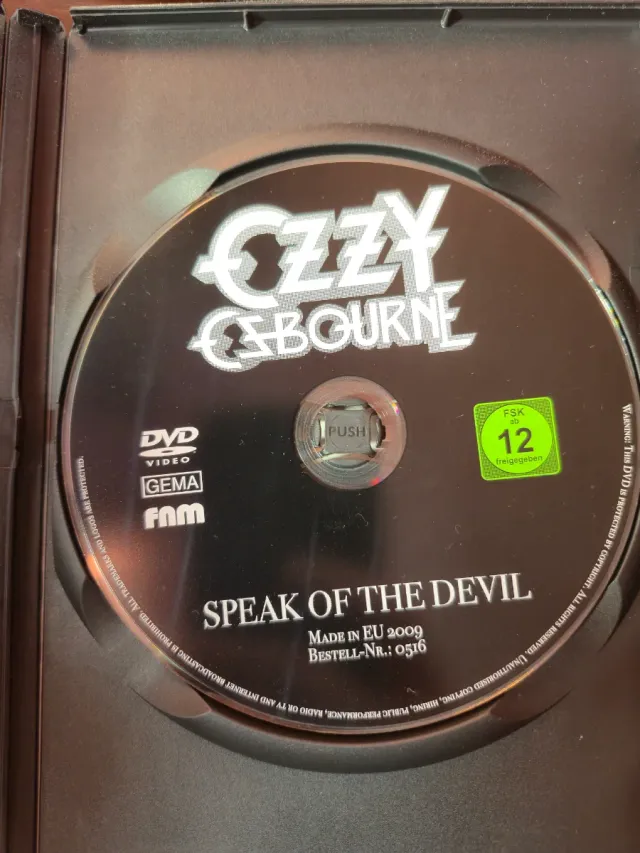 OZZY
OSBOURNE
PUSH
DVD
VIDEO
GEMA
FNM
FSK
ab
12
freigegeben
SPEAK OF THE DEVIL
MADE IN EU 2009
BESTELL-NR.: 0516
WARNING: THIS DVD IS PROTECTED BY COPYRIGHT. ALL RIGHTS RESERVED. UNAUTHORISED COPYING, HIRING, PUBLIC PERFORMANCE, RADIO OR TV AND INTERNET BROADCASTING IS PROHIBITED. ALL TRADEMARKS AND LOGOS ARE PROTECTED.